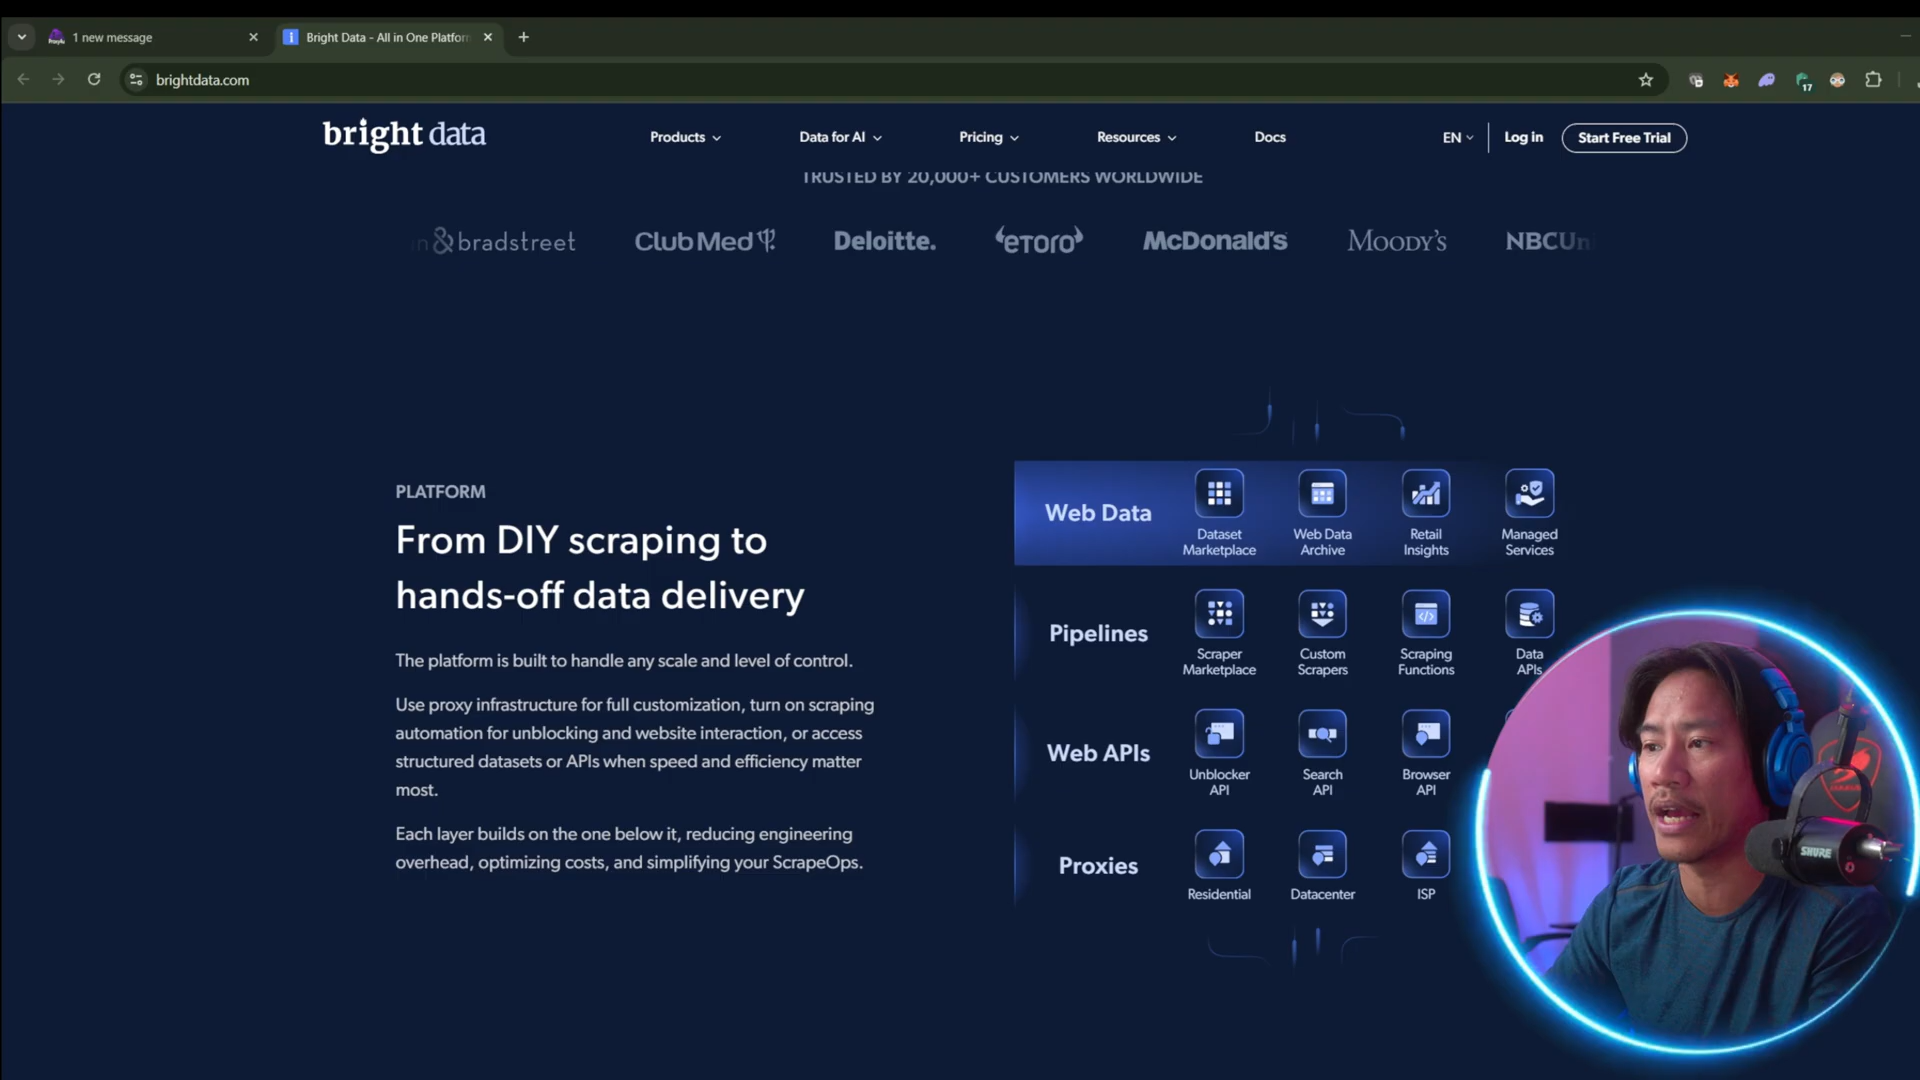 1 new message
Bright Data - All in One Platfor
brightdata.com
17
bright data
Products
Data for AI
Pricing
Resources
Docs
EN
Log in
Start Free Trial
TRUSTED BY 20,000+ CUSTOMERS WORLDWIDE
n & bradstreet
Club Med
Deloitte.
eToro
McDonald's
MOODY'S
NBCUn
PLATFORM
From DIY scraping to
hands-off data delivery
The platform is built to handle any scale and level of control.
Use proxy infrastructure for full customization, turn on scraping
automation for unblocking and website interaction, or access
structured datasets or APIs when speed and efficiency matter
most.
Each layer builds on the one below it, reducing engineering
overhead, optimizing costs, and simplifying your ScrapeOps.
Web Data
Dataset
Marketplace
Web Data
Archive
Retail
Insights
Managed
Services
Pipelines
Scraper
Marketplace
Custom
Scrapers
Scraping
Functions
Data
APIs
Web APIs
Unblocker
API
Search
API
Browser
API
Proxies
Residential
Datacenter
ISP
SHURE